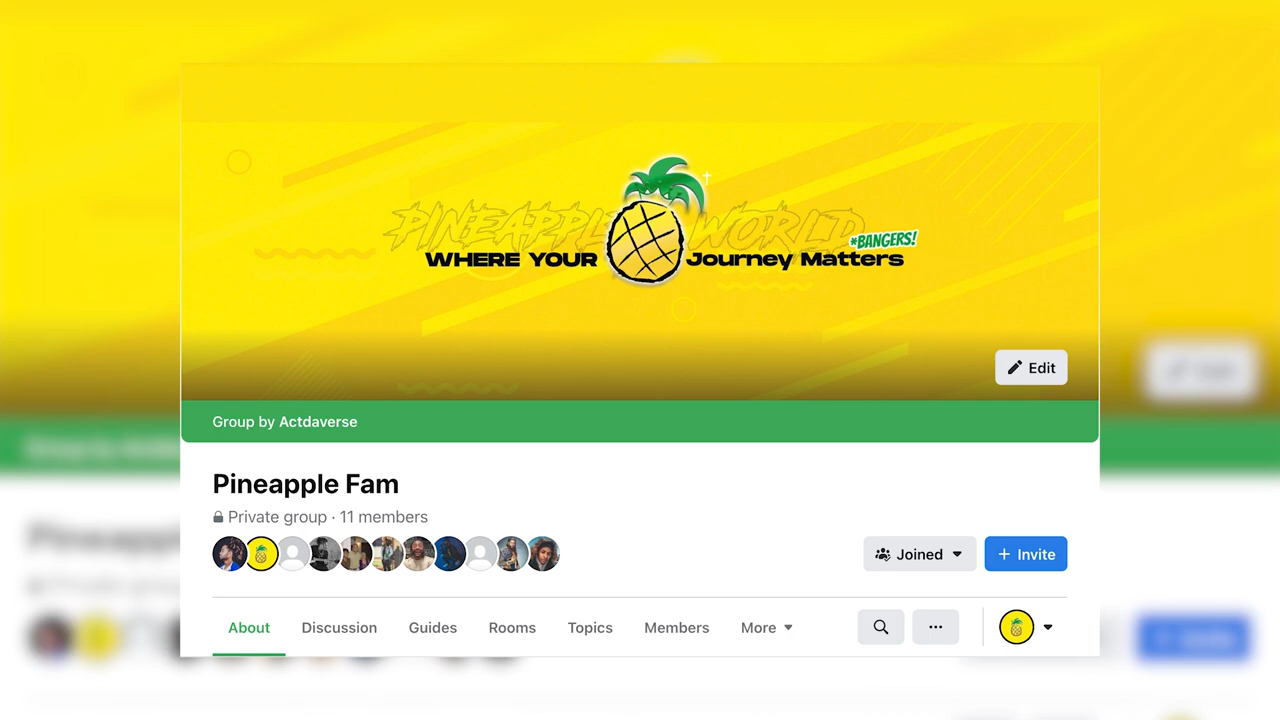 PINEAPPLE WORLD
*BANGERS!
WHERE YOUR Journey Matters
Edit
Group by Actdaverse
Pineapple Fam
Private group · 11 members
Joined
+ Invite
About Discussion Guides Rooms Topics Members More